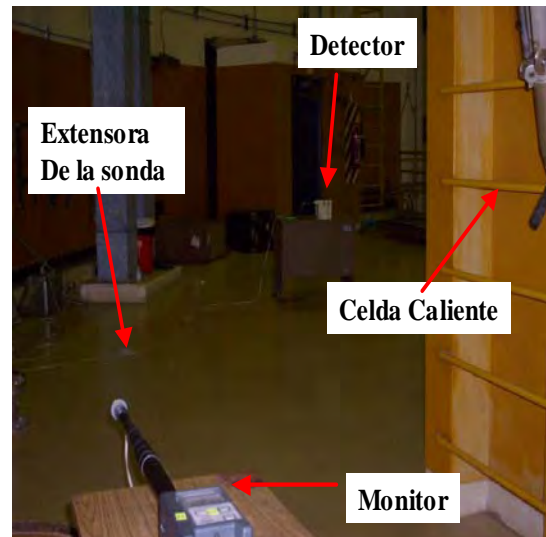 Detector
Extensora
De la sonda
Celda Caliente
Monitor